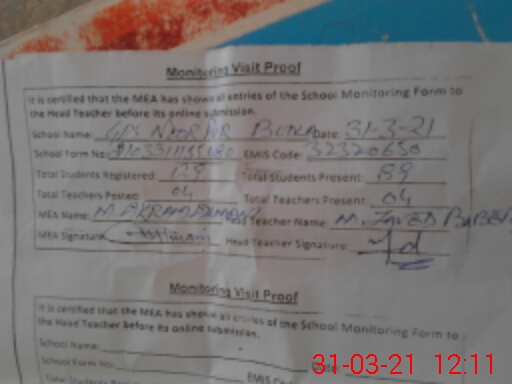 Monitoring Visit Proof
It is certified that the MEA has shown all entries of the School Monitoring Form to
the Head Teacher before its online submission.
School Name: GPS Date: 31-3-21
School Form No: EMIS Code: 32320650
Total Students Registered: 129 Total Students Present: 99
Total Teachers Posted: 04 Total Teachers Present: 04
MEA Name: M. AKRAM Head Teacher Name: M. JAVED
MEA Signature: Head Teacher Signature:
Monitoring Visit Proof
It is certified that the MEA has shown all entries of the School Monitoring Form to
the Head Teacher before its online submission.
School Name: Date:
School Form No: EMIS
Total Students
31-03-21 12:11